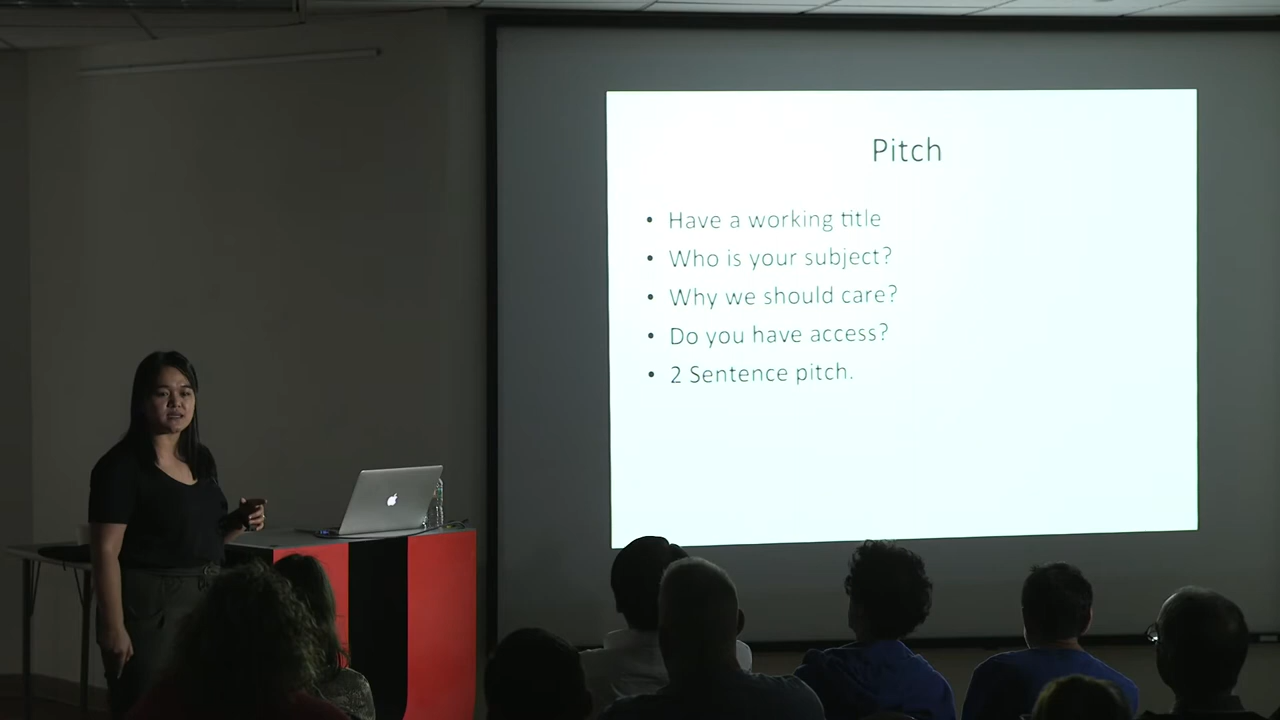 Pitch
• Have a working title
• Who is your subject?
• Why we should care?
• Do you have access?
• 2 Sentence pitch.